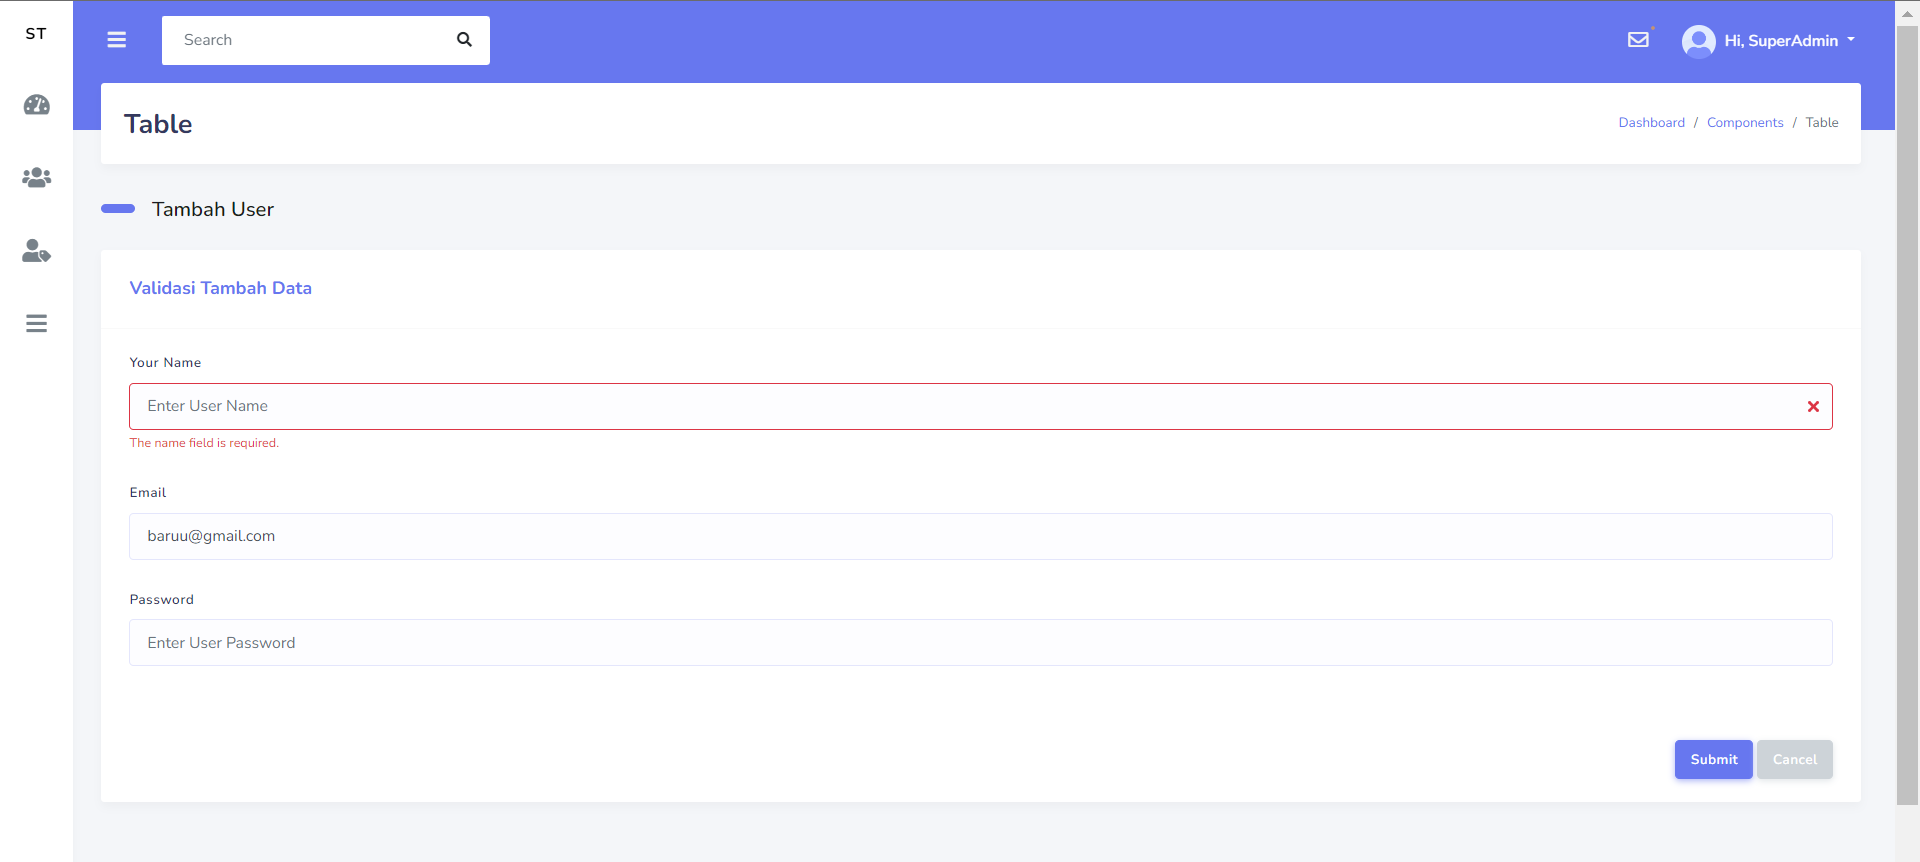 ST
Search
Hi, SuperAdmin
Table
Dashboard / Components / Table
Tambah User
Validasi Tambah Data
Your Name
Enter User Name
The name field is required.
Email
baruu@gmail.com
Password
Enter User Password
Submit Cancel